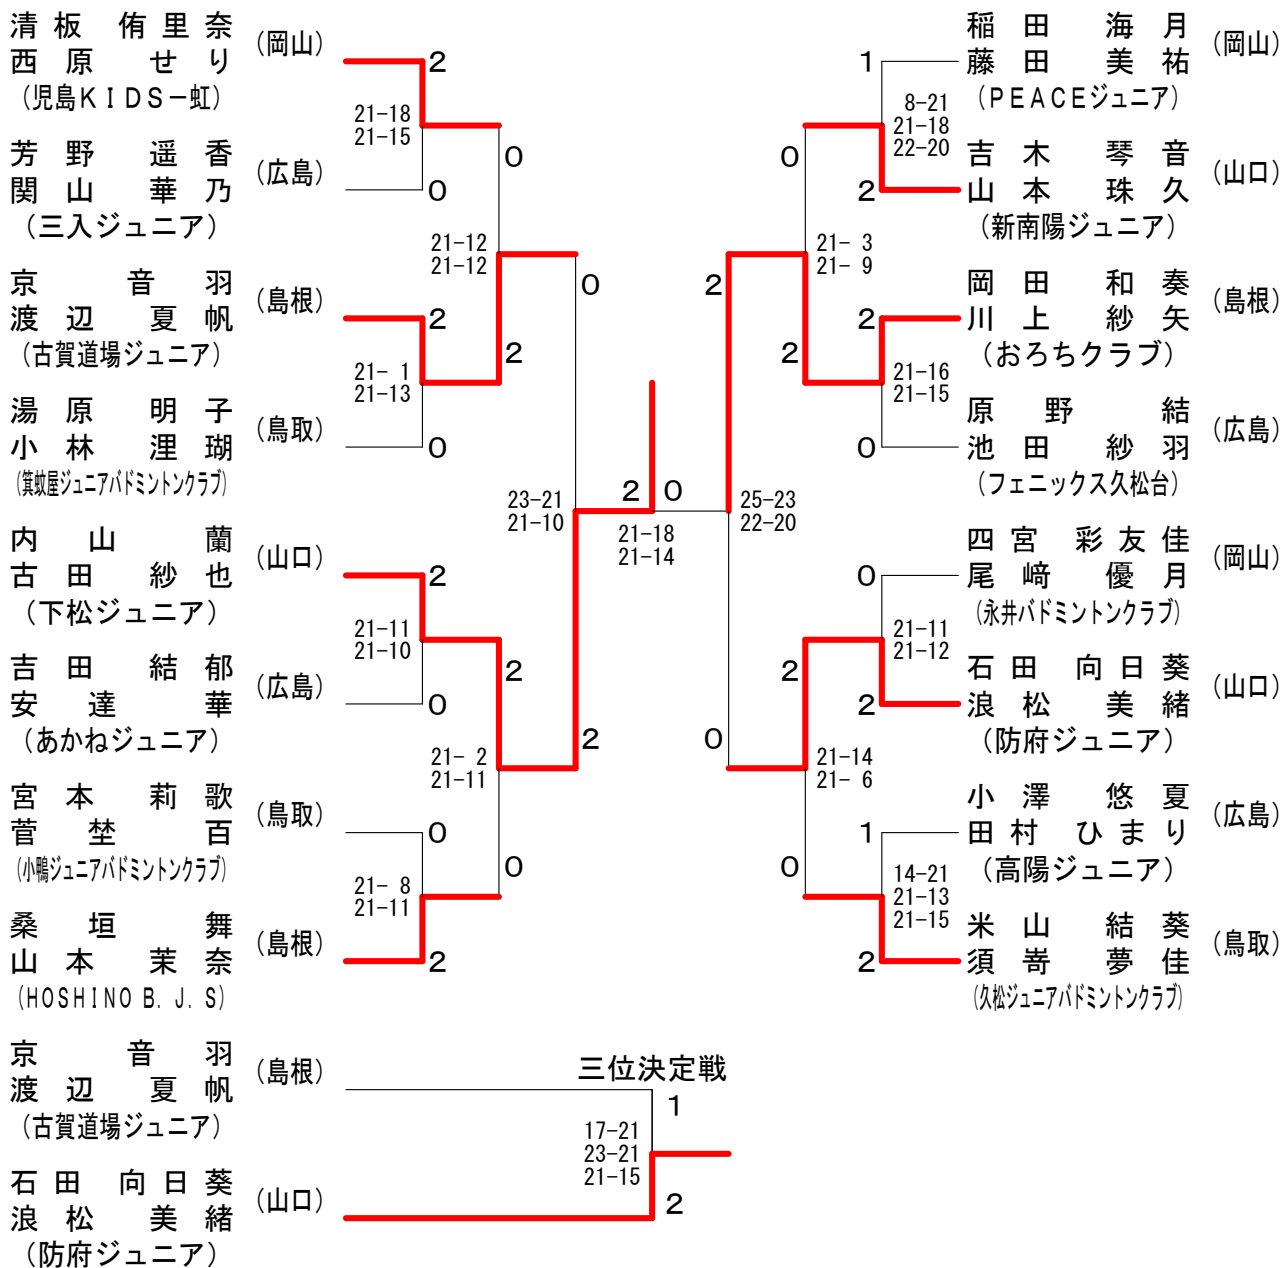 清板 侑里奈
西原 せり
(岡山)
(児島KIDS-虹)
2
21-18
21-15
芳野 遥香
関山 華乃
(広島)
(三入ジュニア)
0
0
21-12
21-12
京 音羽
渡辺 夏帆
(島根)
(古賀道場ジュニア)
2
21- 1
21-13
2
湯原 明子
小林 浬瑚
(鳥取)
(箕蚊屋ジュニアバドミントンクラブ)
0
0
23-21
21-10
内山 蘭
古田 紗也
(山口)
(下松ジュニア)
2
21-11
21-10
吉田 結郁
安達 華
(広島)
(あかねジュニア)
0
2
2
21- 2
21-11
宮本 莉歌
菅埜 百
(鳥取)
(小鴨ジュニアバドミントンクラブ)
0
21- 8
21-11
0
桑垣 舞
山本 茉奈
(島根)
(HOSHINO B. J. S)
2
2
0
21-18
21-14
稲田 海月
藤田 美祐
(岡山)
(PEACEジュニア)
1
8-21
21-18
22-20
吉木 琴音
山本 珠久
(山口)
(新南陽ジュニア)
2
0
21- 3
21- 9
岡田 和奏
川上 紗矢
(島根)
(おろちクラブ)
2
21-16
21-15
2
2
原野 結
池田 紗羽
(広島)
(フェニックス久松台)
0
25-23
22-20
四宮 彩友佳
尾﨑 優月
(岡山)
(永井バドミントンクラブ)
0
21-11
21-12
石田 向日葵
浪松 美緒
(山口)
(防府ジュニア)
2
2
0
21-14
21- 6
小澤 悠夏
田村 ひまり
(広島)
(高陽ジュニア)
1
14-21
21-13
21-15
0
米山 結葵
須嵜 夢佳
(鳥取)
(久松ジュニアバドミントンクラブ)
2
三位決定戦
京 音羽
渡辺 夏帆
(島根)
(古賀道場ジュニア)
1
17-21
23-21
21-15
石田 向日葵
浪松 美緒
(山口)
(防府ジュニア)
2